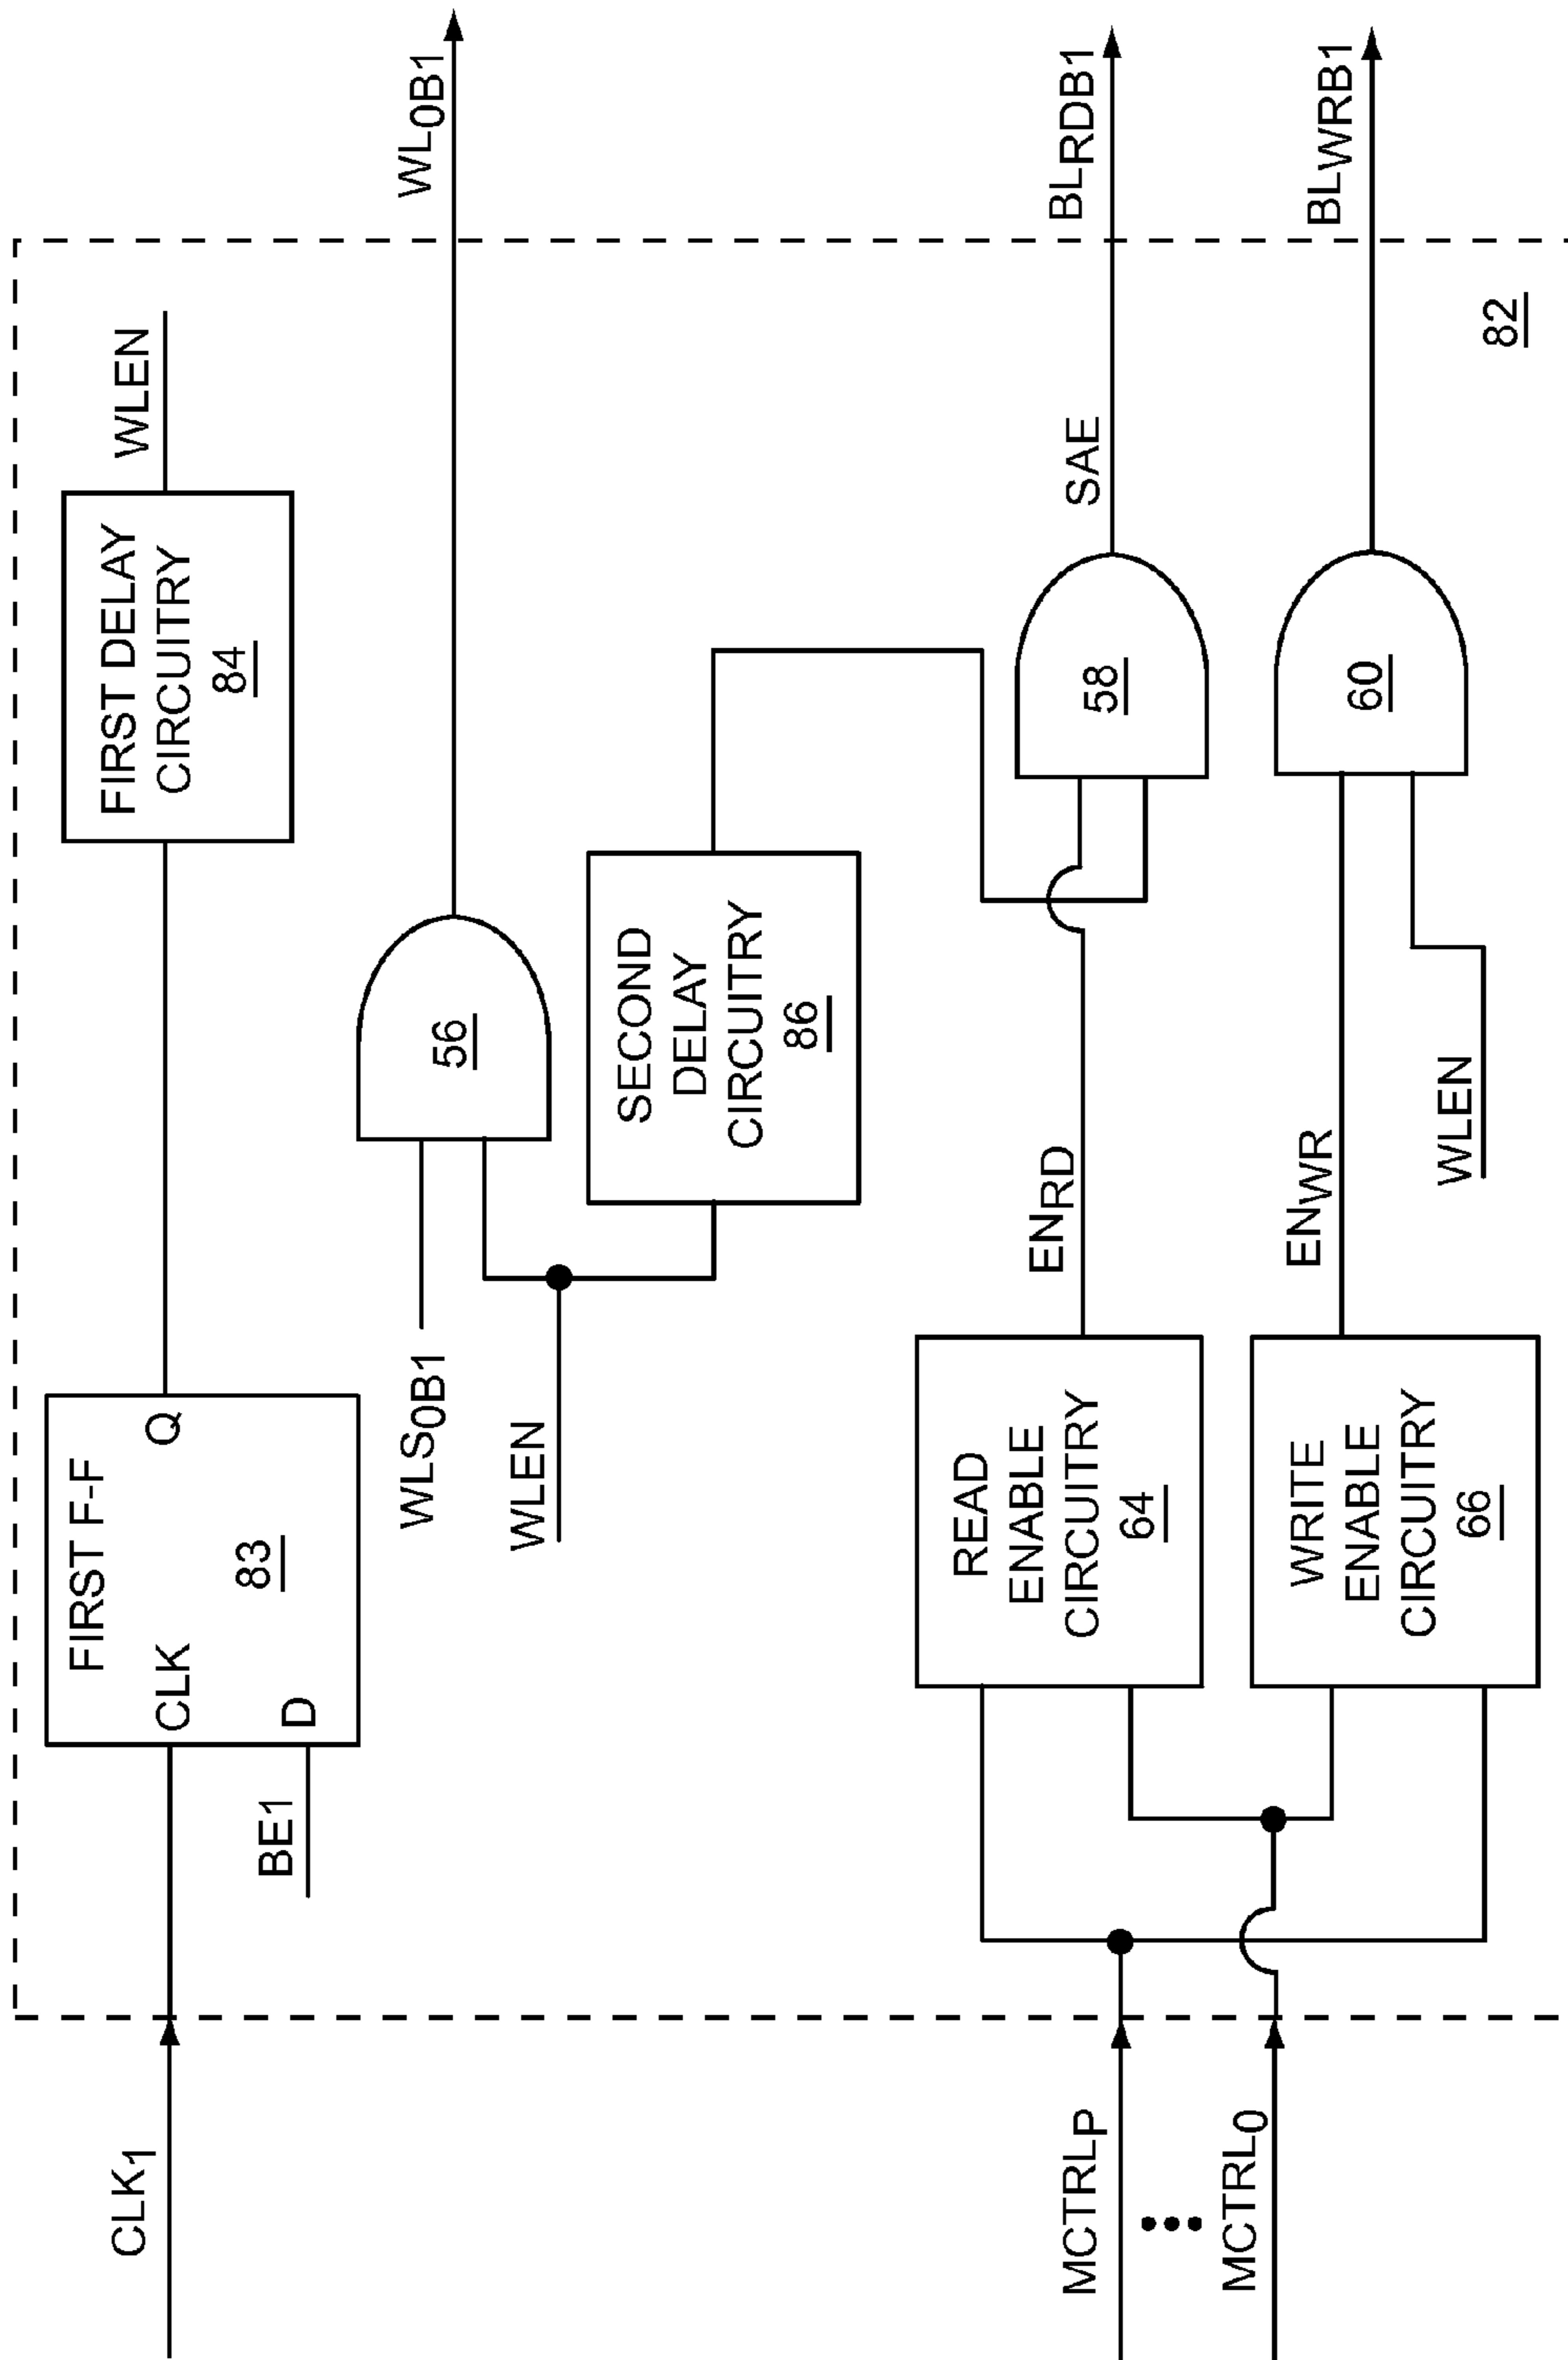 CLK1
FIRST F-F
CLK
Q
D
83
BE1
FIRST DELAY
CIRCUITRY
84
WLEN
WLS0B1
WLEN
56
WL0B1
SECOND
DELAY
CIRCUITRY
86
MCTRLP
MCTRL0
READ
ENABLE
CIRCUITRY
64
ENRD
58
SAE
BLRDB1
WRITE
ENABLE
CIRCUITRY
66
ENWR
WLEN
60
BLWRB1
82